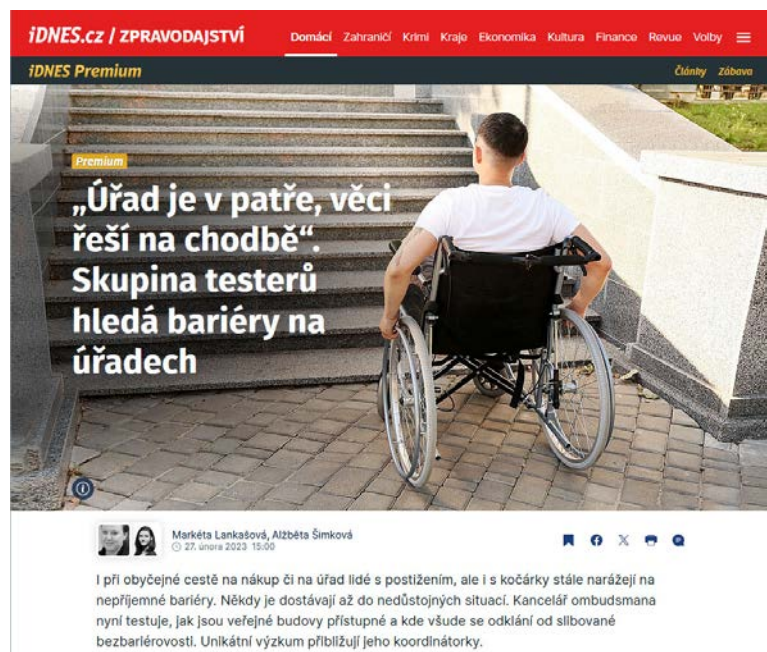 iDNES.cz / ZPRAVODAJSTVÍ
Domácí Zahraničí Krimi Kraje Ekonomika Kultura Finance Revue Volby
iDNES Premium
Články Zábava
Premium
„Úřad je v patře, věci
řeší na chodbě“.
Skupina testerů
hledá bariéry na
úřadech
Markéta Lankašová, Alžběta Šimková
27. února 2023 15:00
I při obyčejné cestě na nákup či na úřad lidé s postižením, ale i s kočárky stále narážejí na
nepříjemné bariéry. Někdy je dostávají až do nedůstojných situací. Kancelář ombudsmana
nyní testuje, jak jsou veřejné budovy přístupné a kde všude se odklání od slibované
bezbariérovosti. Unikátní výzkum přibližují jeho koordinátorky.